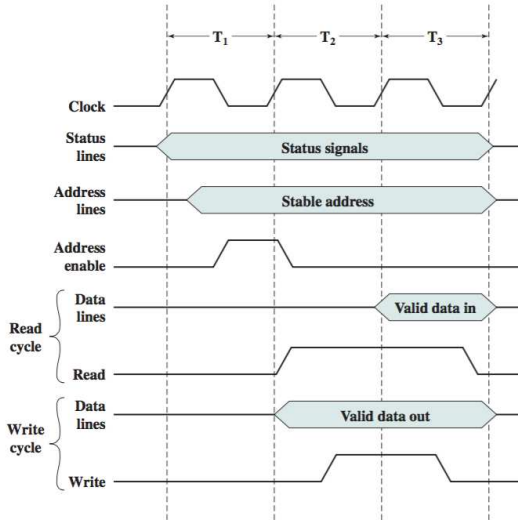 T1 T2 T3
Clock
Status
lines
Status signals
Address
lines
Stable address
Address
enable
Read
cycle
Data
lines
Valid data in
Read
Write
cycle
Data
lines
Valid data out
Write